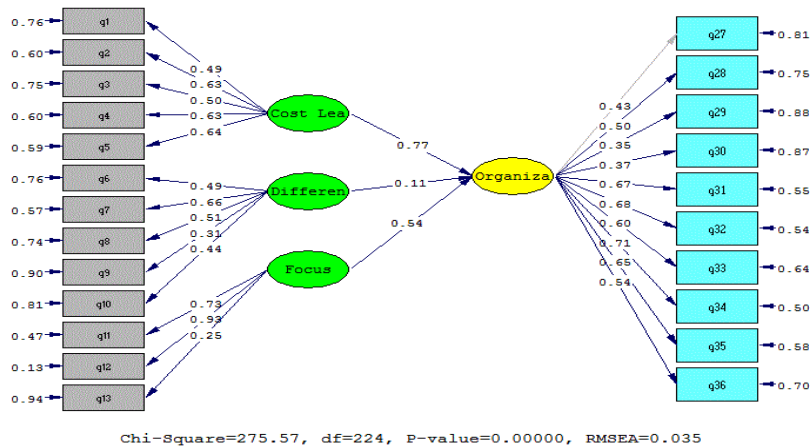 0.76 q1
0.60 q2
0.75 q3
0.60 q4
0.59 q5
0.76 q6
0.57 q7
0.74 q8
0.90 q9
0.81 q10
0.47 q11
0.13 q12
0.94 q13
0.49
0.63
0.50
0.63
0.64
0.49
0.66
0.51
0.31
0.44
0.73
0.93
0.25
Cost Lea
Differen
Focus
0.77
0.11
0.54
Organiza
0.43
0.50
0.35
0.37
0.67
0.68
0.60
0.71
0.65
0.54
q27 0.81
q28 0.75
q29 0.88
q30 0.87
q31 0.55
q32 0.54
q33 0.64
q34 0.50
q35 0.58
q36 0.70
Chi-Square=275.57, df=224, P-value=0.00000, RMSEA=0.035